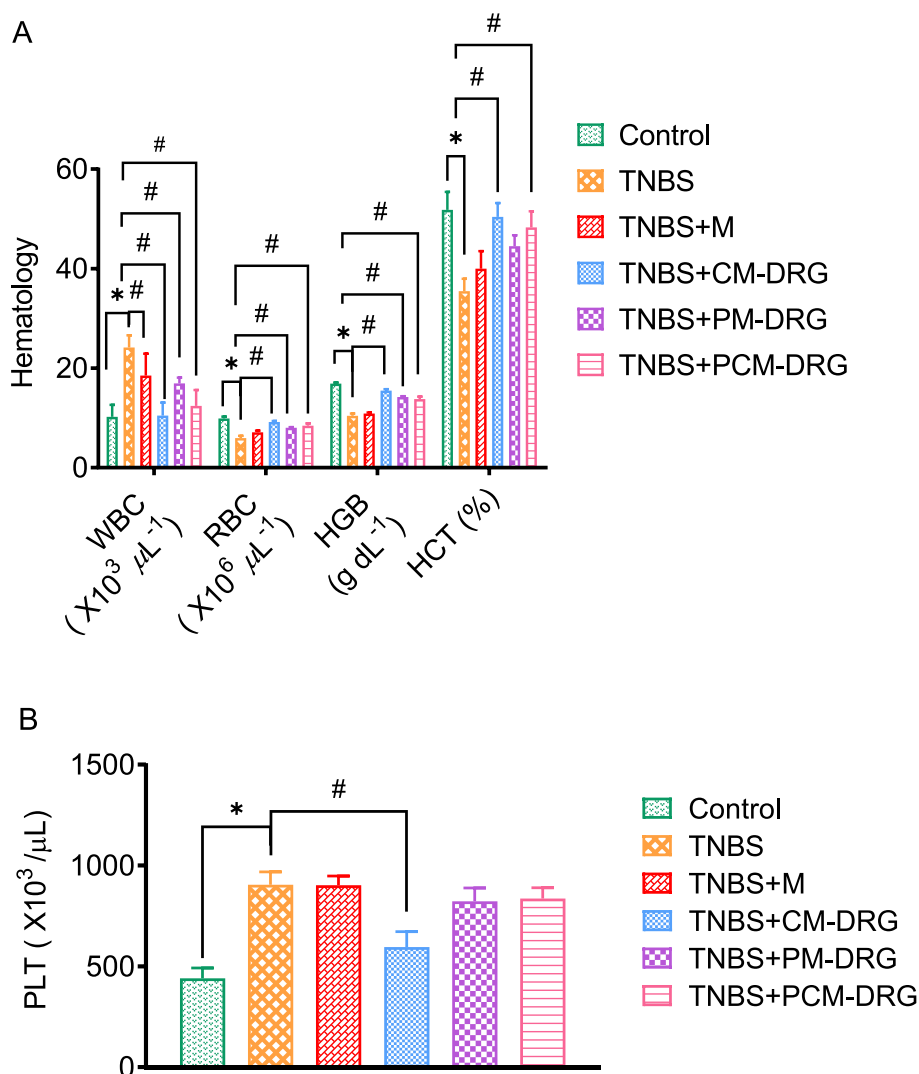 A
#
#
#
#
#
#
*
#
#
#
#
#
*
#
*
#
*
#
60
40
20
0
Hematology
WBC
( X10³ μL⁻¹)
RBC
( X10⁶ μL⁻¹)
HGB
(g dL⁻¹)
HCT (%)
Control
TNBS
TNBS+M
TNBS+CM-DRG
TNBS+PM-DRG
TNBS+PCM-DRG
B
1500
1000
500
0
PLT ( X10³ /μL)
*
#
Control
TNBS
TNBS+M
TNBS+CM-DRG
TNBS+PM-DRG
TNBS+PCM-DRG